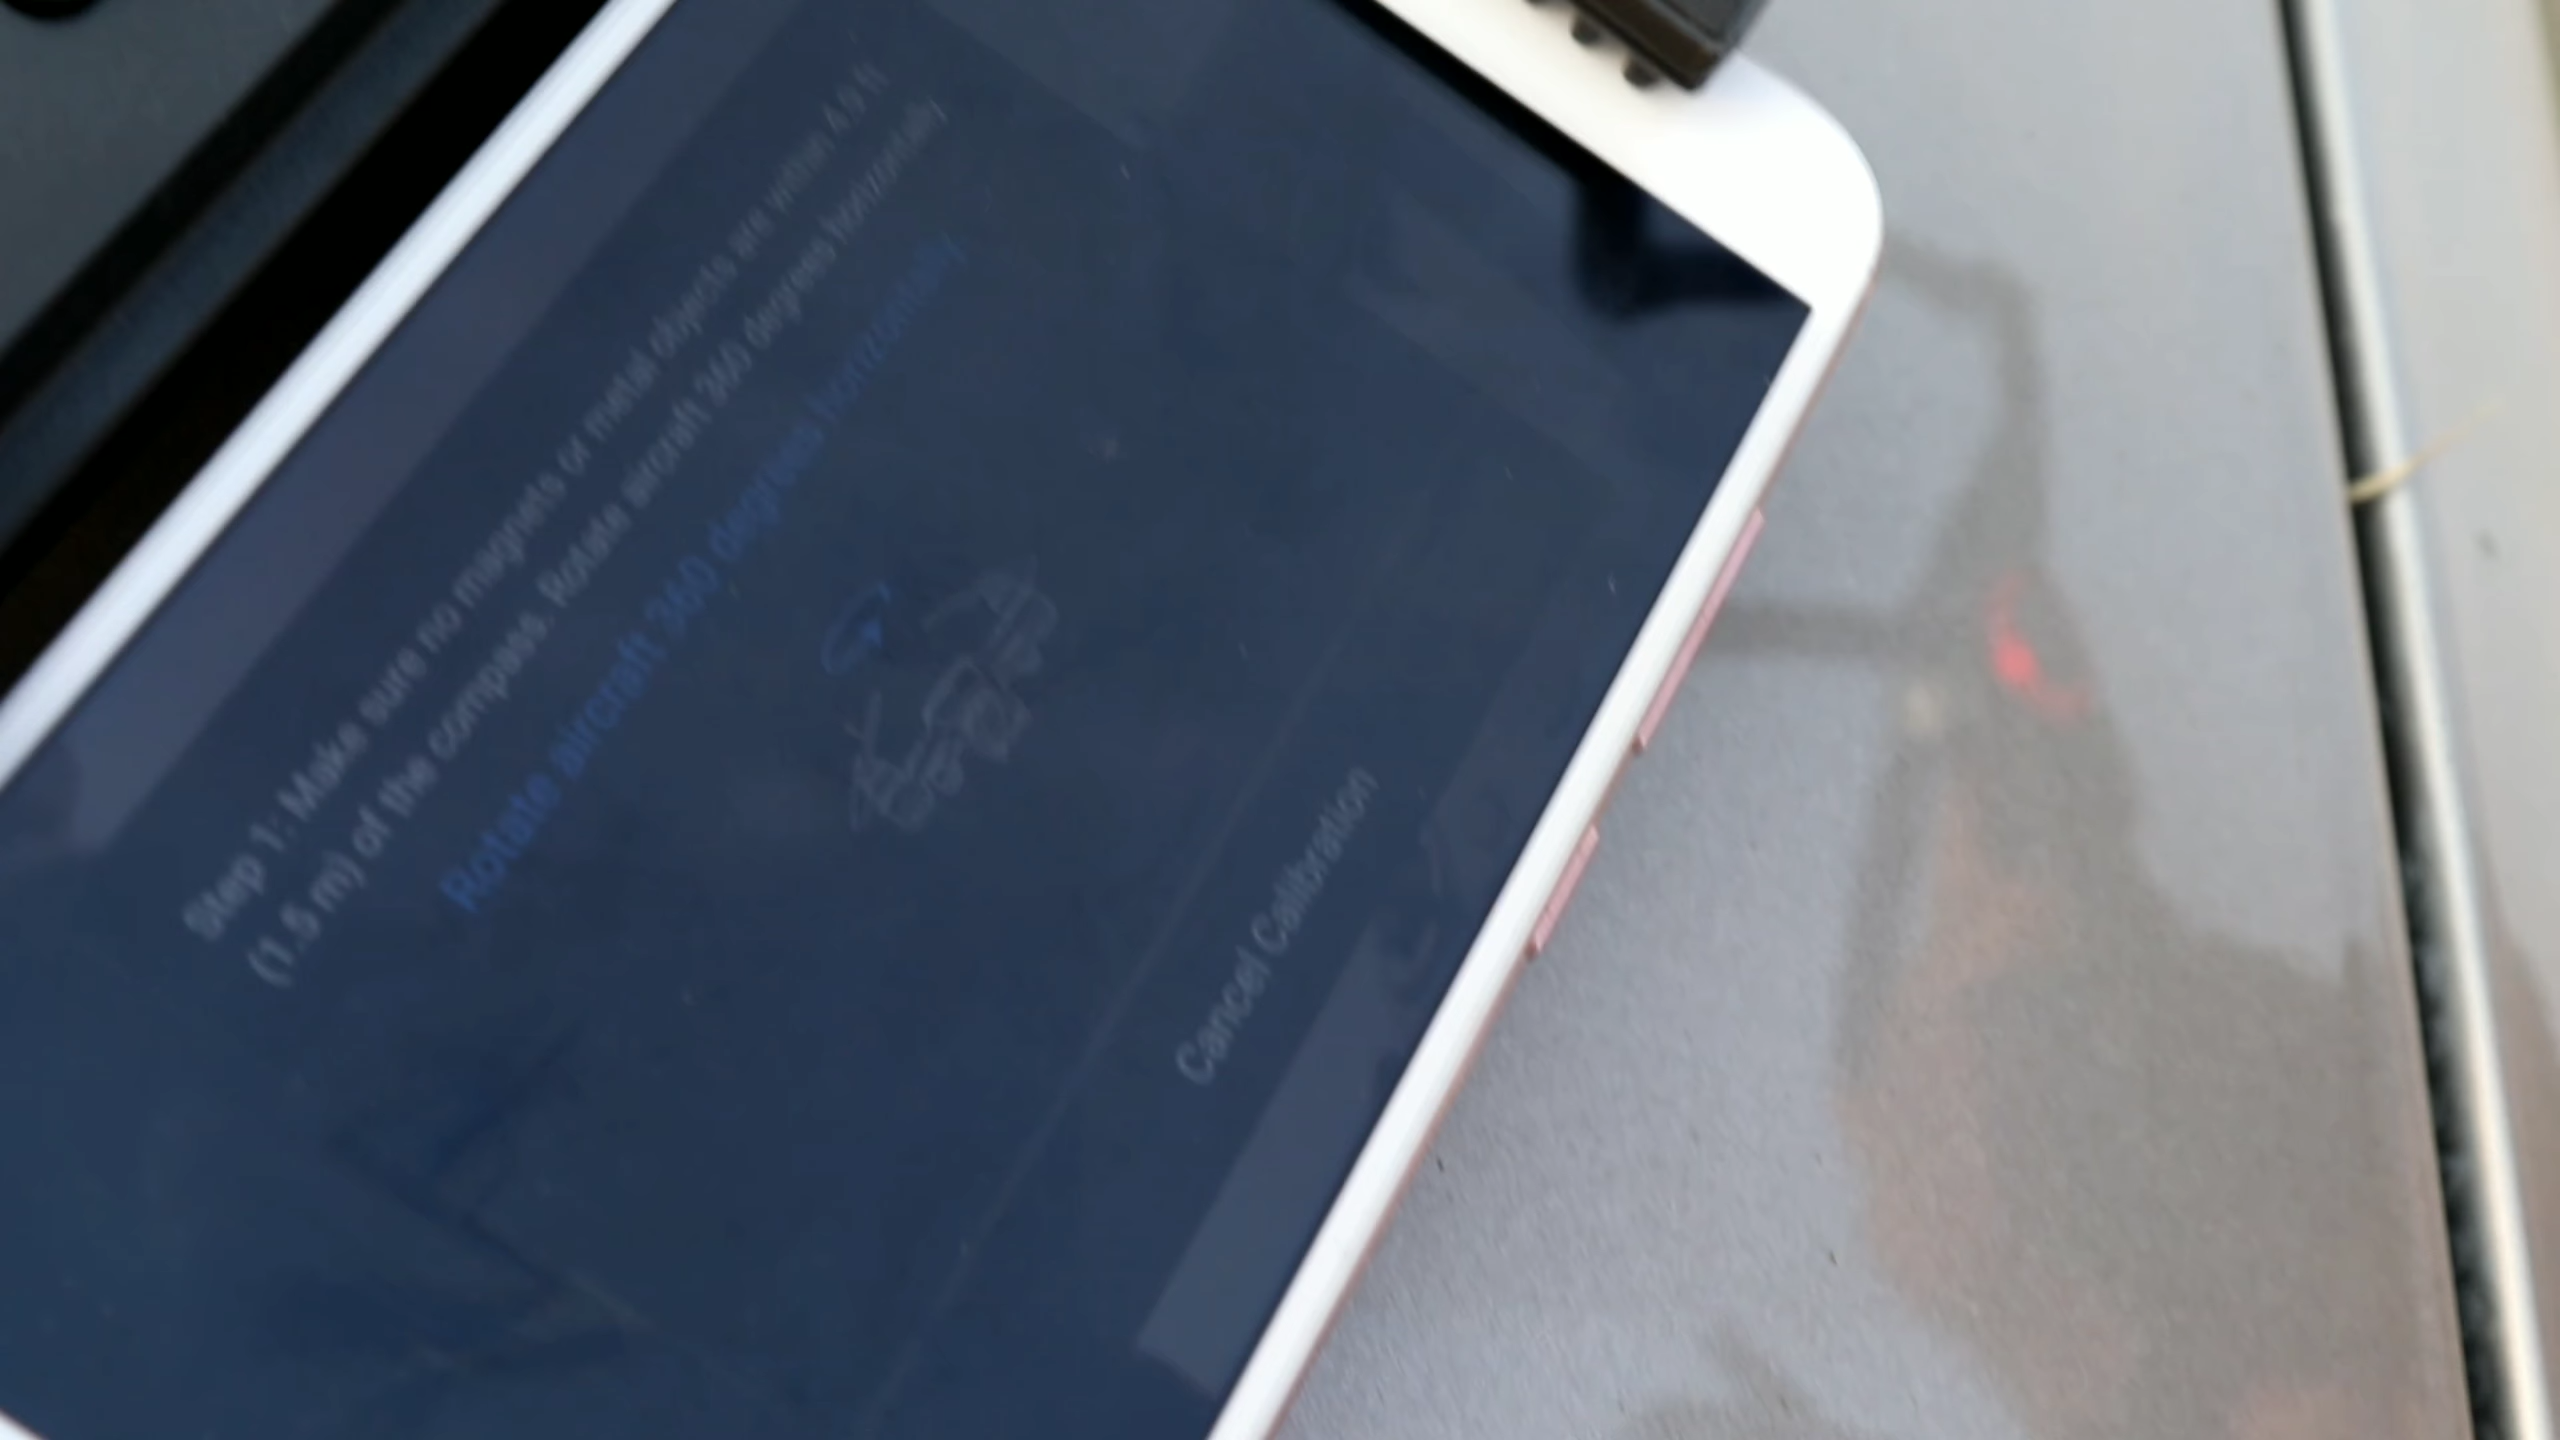 Step 1: Make sure no magnets or metal objects are within 4.9 ft
(1.5 m) of the compass. Rotate aircraft 360 degrees horizontally
Rotate aircraft 360 degrees horizontally
Cancel Calibration